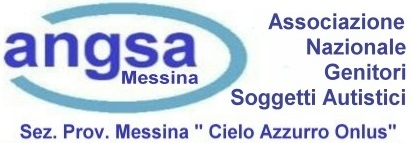 angsa
Messina
Associazione
Nazionale
Genitori
Soggetti Autistici
Sez. Prov. Messina " Cielo Azzurro Onlus"